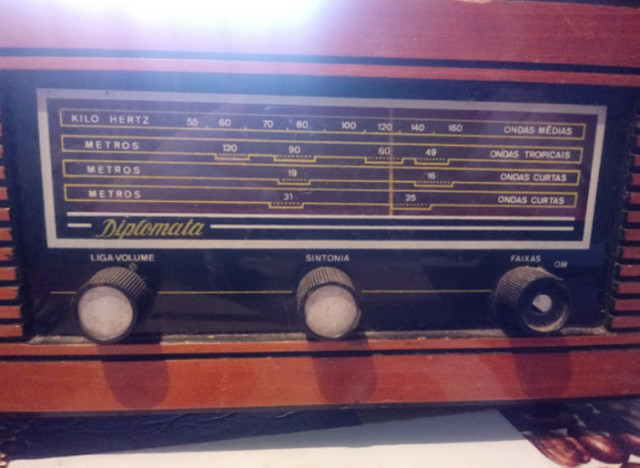 KILO HERTZ 55 60 70 80 100 120 140 160 ONDAS MÉDIAS
METROS 120 90 60 49 ONDAS TROPICAIS
METROS 19 16 ONDAS CURTAS
METROS 31 25 ONDAS CURTAS
Diplomata
LIGA-VOLUME SINTONIA FAIXAS OM